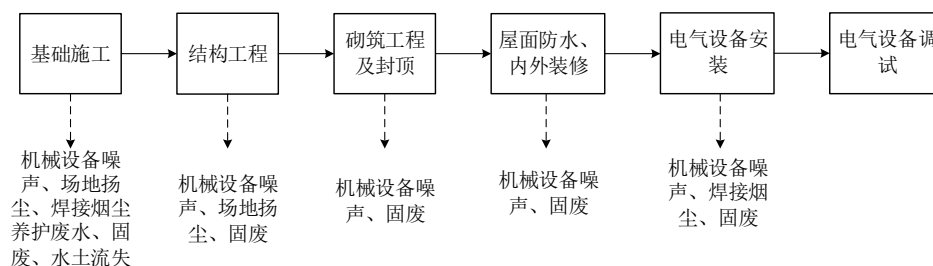 基础施工
结构工程
砌筑工程
及封顶
屋面防水、
内外装修
电气设备安
装
电气设备调
试
机械设备噪
声、场地扬
尘、焊接烟尘
养护废水、固
废、水土流失
机械设备噪
声、场地扬
尘、固废
机械设备噪
声、固废
机械设备噪
声、固废
机械设备噪
声、焊接烟
尘、固废